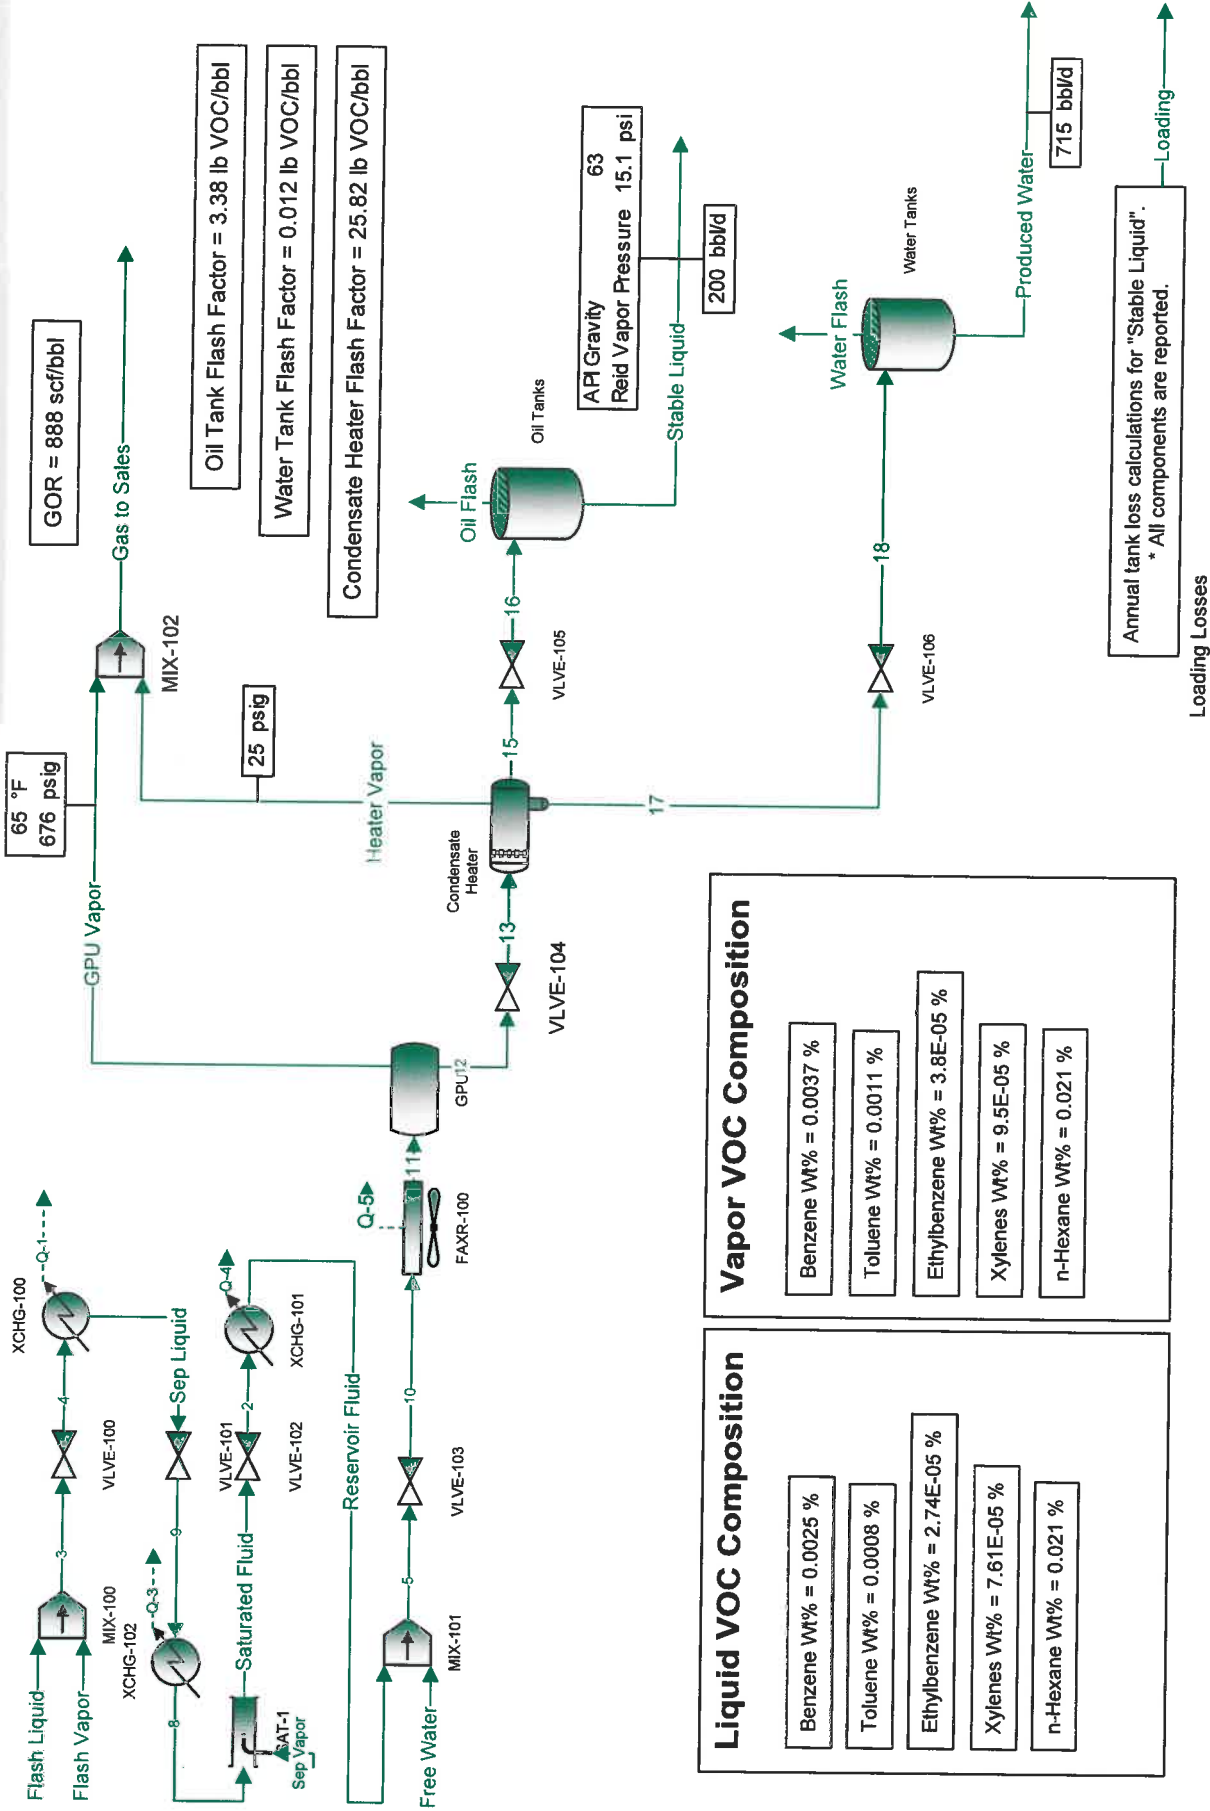 Flash Liquid
Flash Vapor
MIX-100
3
VLVE-100
4
XCHG-100
Q-1
Sep Liquid
VLVE-101
9
XCHG-102
Q-3
8
SAT-1
Sep Vapor
Saturated Fluid
VLVE-102
2
XCHG-101
Q-4
Reservoir Fluid
Free Water
MIX-101
5
VLVE-103
10
FAXR-100
Q-5
11
GPU
12
GPU Vapor
65 °F
676 psig
MIX-102
Gas to Sales
GOR = 888 scf/bbl
Oil Tank Flash Factor = 3.38 lb VOC/bbl
Water Tank Flash Factor = 0.012 lb VOC/bbl
Condensate Heater Flash Factor = 25.82 lb VOC/bbl
VLVE-104
13
Condensate
Heater
Heater Vapor
25 psig
15
VLVE-105
16
Oil Flash
Oil Tanks
Stable Liquid
API Gravity 63
Reid Vapor Pressure 15.1 psi
200 bbl/d
17
VLVE-106
18
Water Flash
Water Tanks
Produced Water
715 bbl/d
Annual tank loss calculations for "Stable Liquid".
* All components are reported.
Loading
Loading Losses
Liquid VOC Composition
Benzene Wt% = 0.0025 %
Toluene Wt% = 0.0008 %
Ethylbenzene Wt% = 2.74E-05 %
Xylenes Wt% = 7.61E-05 %
n-Hexane Wt% = 0.021 %
Vapor VOC Composition
Benzene Wt% = 0.0037 %
Toluene Wt% = 0.0011 %
Ethylbenzene Wt% = 3.8E-05 %
Xylenes Wt% = 9.5E-05 %
n-Hexane Wt% = 0.021 %